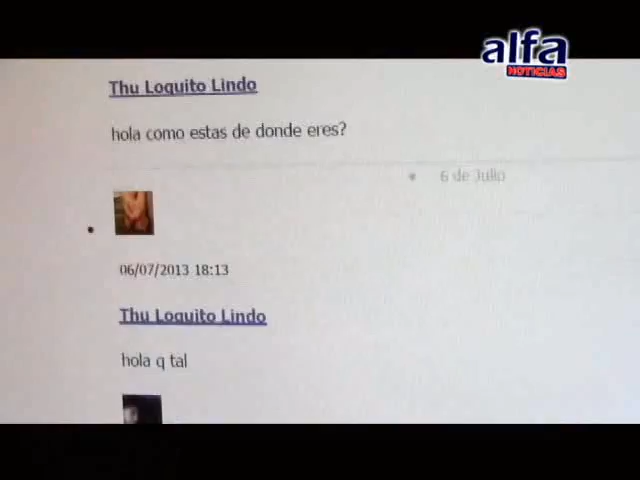 alfa
NOTICIAS
Thu Loquito Lindo
hola como estas de donde eres?
6 de Julio
06/07/2013 18:13
Thu Loquito Lindo
hola q tal